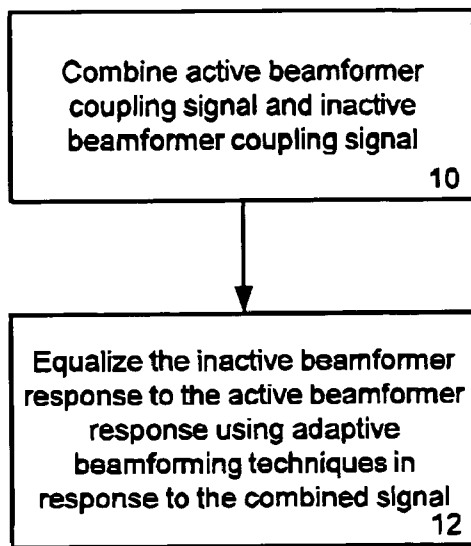 Combine active beamformer
coupling signal and inactive
beamformer coupling signal
10
Equalize the inactive beamformer
response to the active beamformer
response using adaptive
beamforming techniques in
response to the combined signal
12